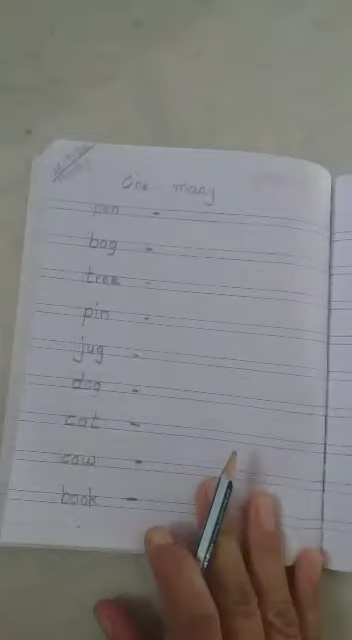 One many
pen -
bag -
tree -
pin -
jug -
dog -
cat -
cow -
book -